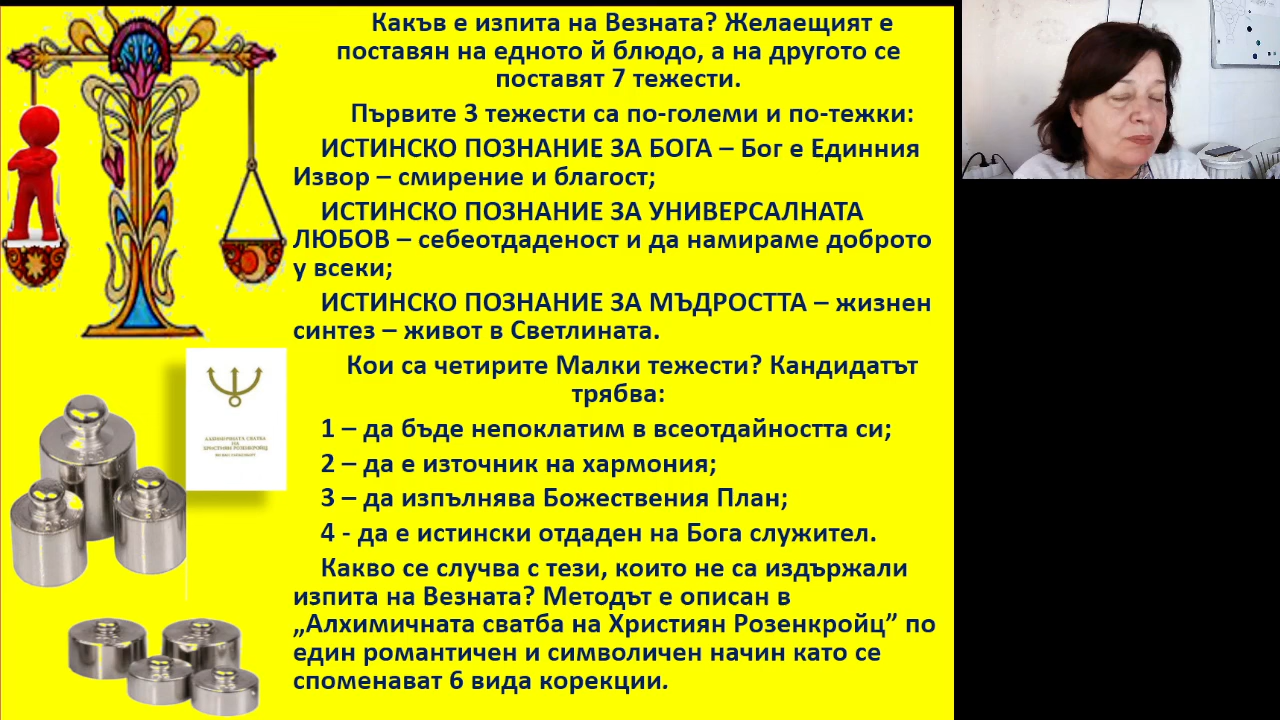 Какъв е изпита на Везната? Желаещият е
поставян на едното й блюдо, а на другото се
поставят 7 тежести.
Първите 3 тежести са по-големи и по-тежки:
ИСТИНСКО ПОЗНАНИЕ ЗА БОГА – Бог е Единния
Извор – смирение и благост;
ИСТИНСКО ПОЗНАНИЕ ЗА УНИВЕРСАЛНАТА
ЛЮБОВ – себеотдаденост и да намираме доброто
у всеки;
ИСТИНСКО ПОЗНАНИЕ ЗА МЪДРОСТТА – жизнен
синтез – живот в Светлината.
Кои са четирите Малки тежести? Кандидатът
трябва:
1 – да бъде непоклатим в всеотдайността си;
2 – да е източник на хармония;
3 – да изпълнява Божествения План;
4 - да е истински отдаден на Бога служител.
Какво се случва с тези, които не са издържали
изпита на Везната? Методът е описан в
„Алхимичната сватба на Християн Розенкройц” по
един романтичен и символичен начин като се
споменават 6 вида корекции.
АЛХИМИЧНАТА СВАТБА
НА
ХРИСТИЯН РОЗЕНКРОЙЦ